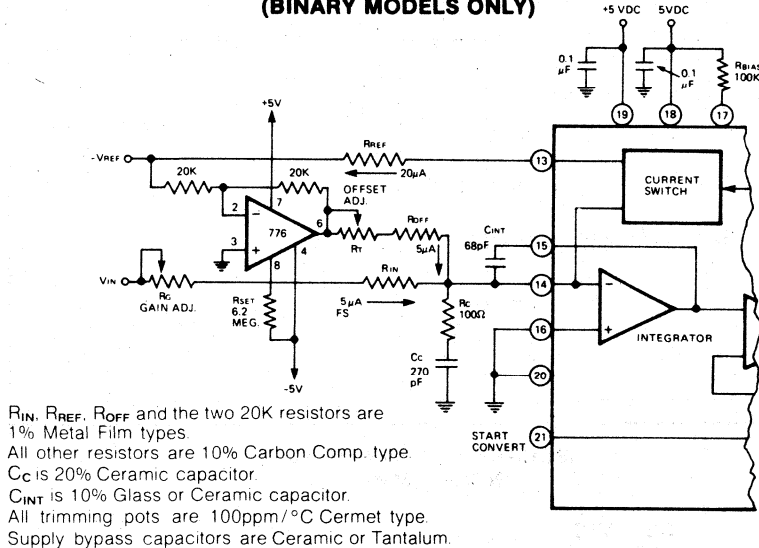 (BINARY MODELS ONLY)
+5 VDC
5VDC
0.1
µF
0.1
µF
RBIAS
100K
19
18
17
+5V
-VREF
RREF
20µA
13
20K
20K
OFFSET
ADJ.
CURRENT
SWITCH
2
7
776
6
3
4
8
RT
ROFF
5µA
CINT
68pF
15
VIN
RG
GAIN ADJ.
RIN
5µA
FS
14
RSET
6.2
MEG.
RC
100Ω
16
INTEGRATOR
CC
270
pF
-5V
20
START
CONVERT
21
RIN, RREF, ROFF and the two 20K resistors are
1% Metal Film types.
All other resistors are 10% Carbon Comp. type.
CC is 20% Ceramic capacitor.
CINT is 10% Glass or Ceramic capacitor.
All trimming pots are 100ppm/°C Cermet type.
Supply bypass capacitors are Ceramic or Tantalum.